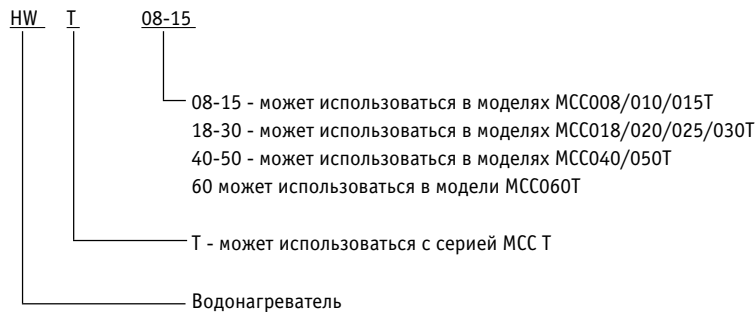 HW T 08-15
08-15 - может использоваться в моделях MCC008/010/015T
18-30 - может использоваться в моделях MCC018/020/025/030T
40-50 - может использоваться в моделях MCC040/050T
60 может использоваться в модели MCC060T
T - может использоваться с серией MCC T
Водонагреватель